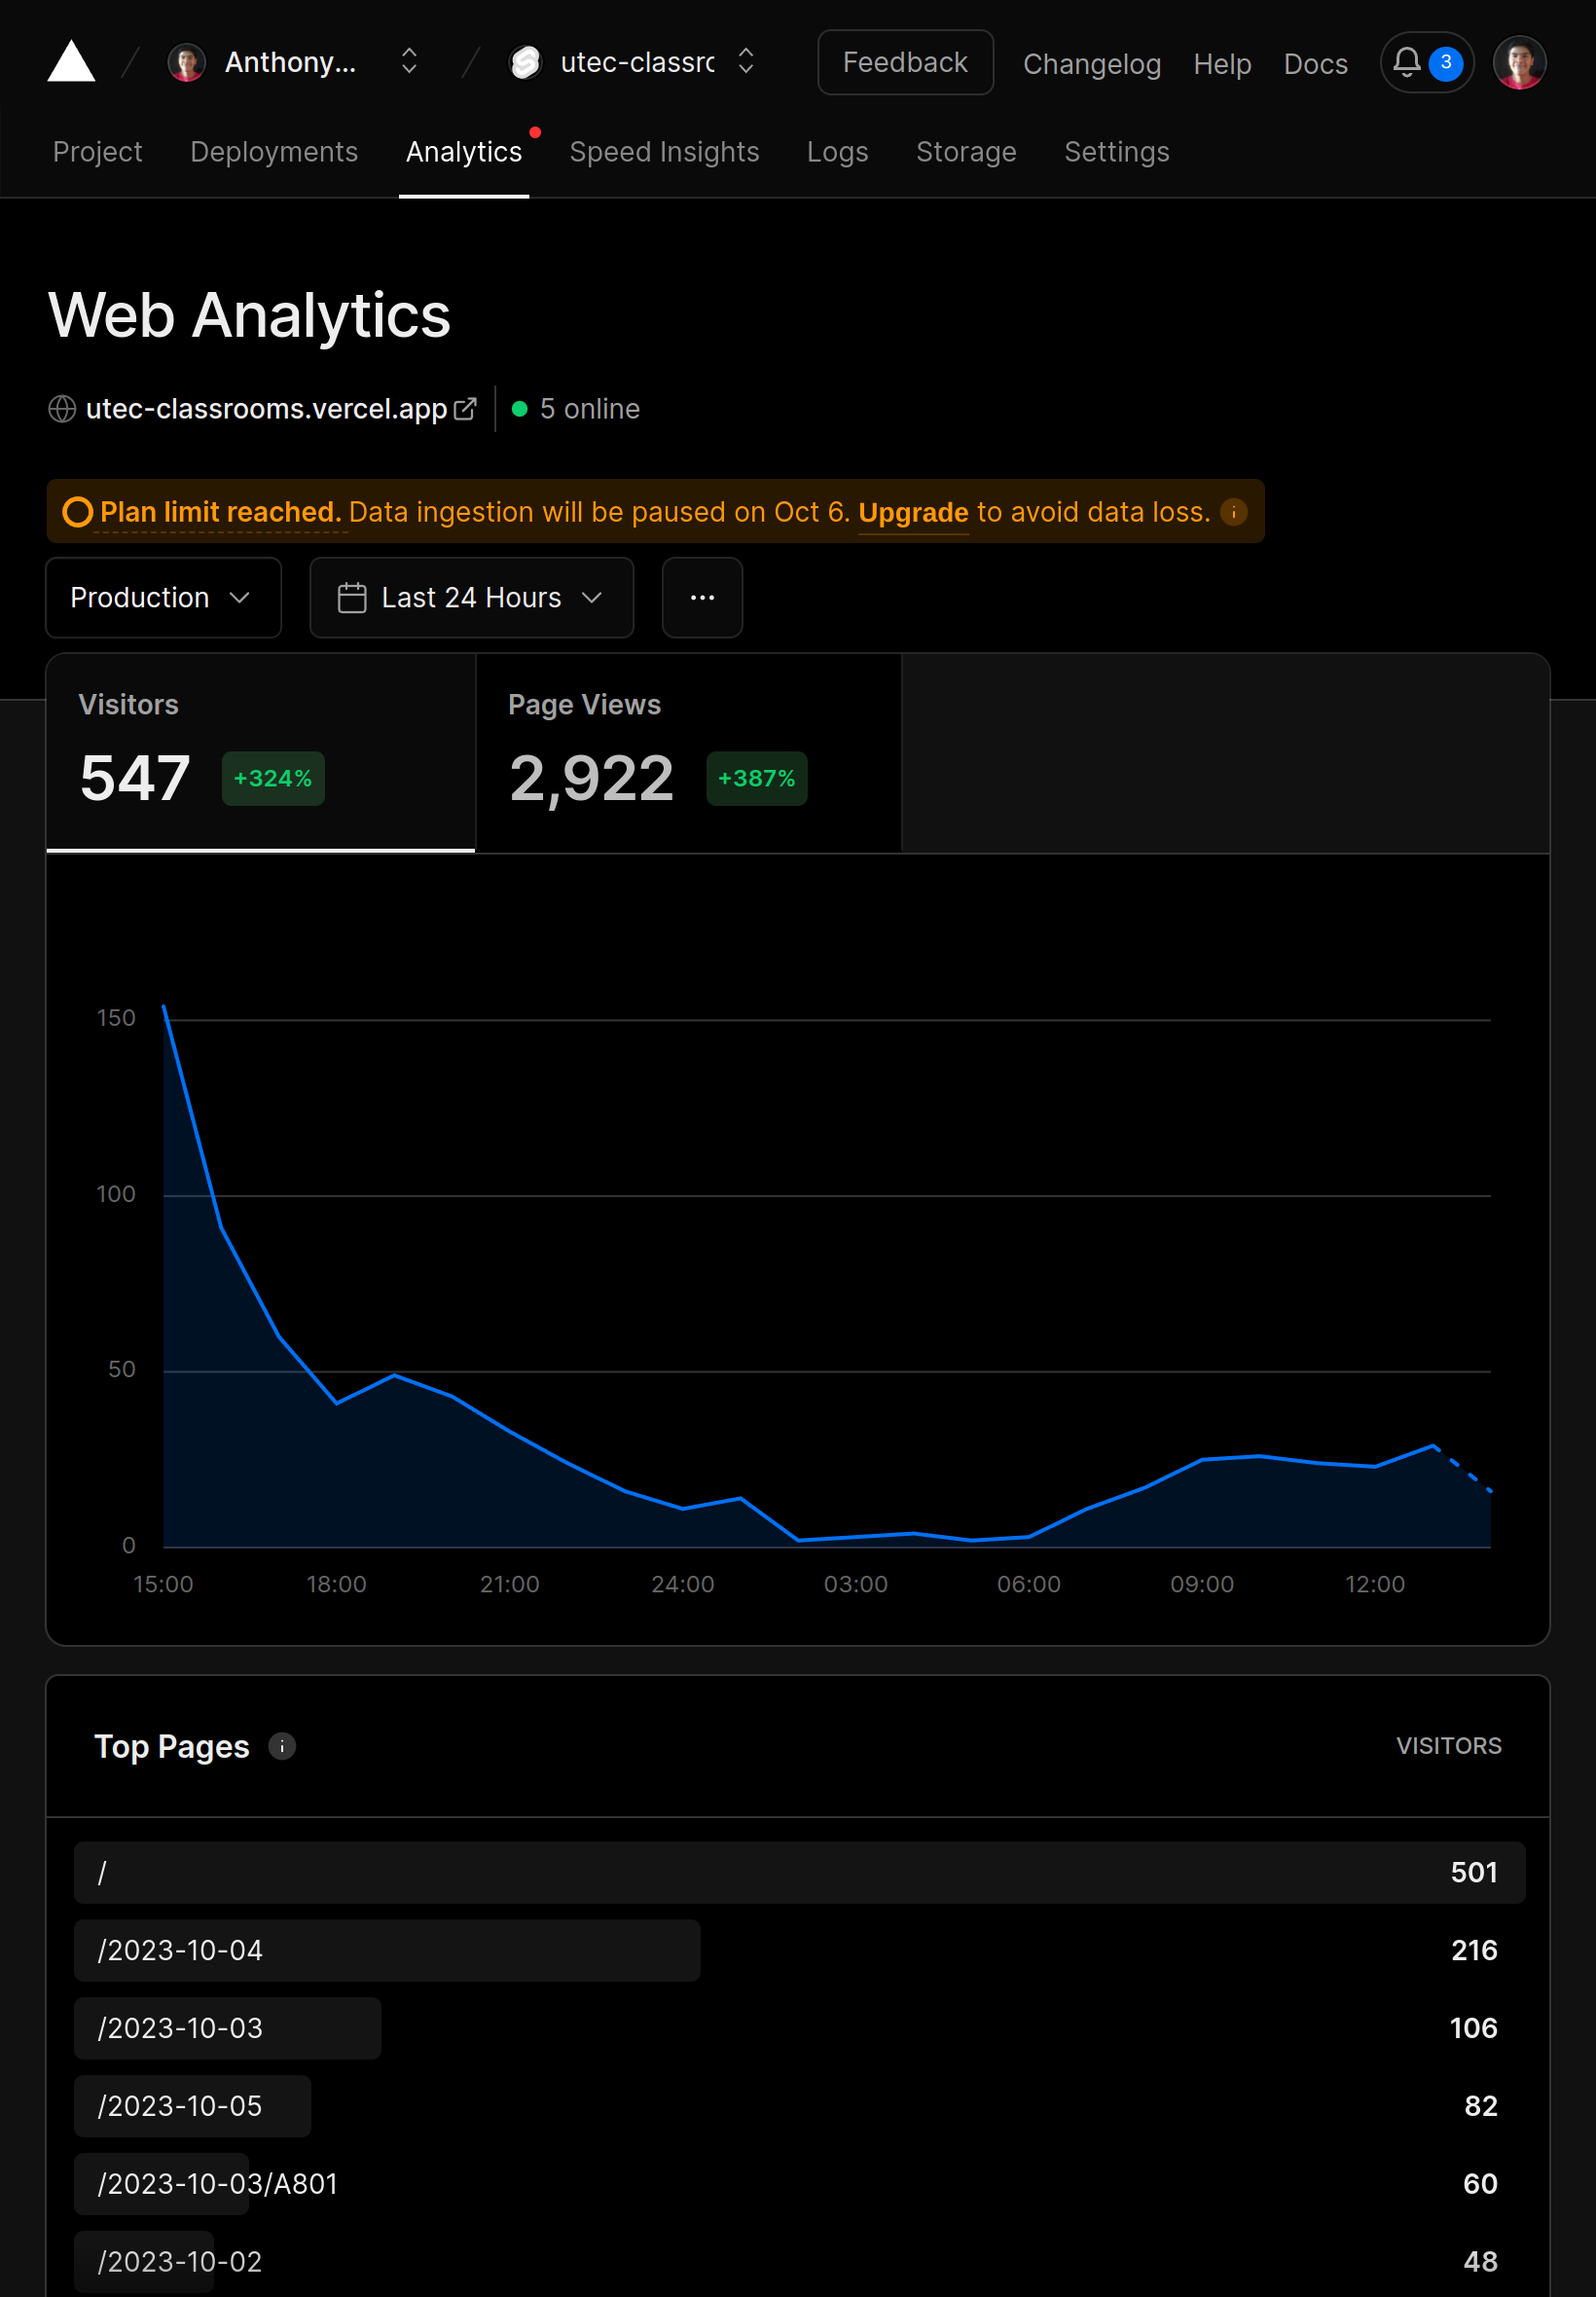 Anthony...
utec-classro
Feedback
Changelog
Help
Docs
3
Project
Deployments
Analytics
Speed Insights
Logs
Storage
Settings
Web Analytics
utec-classrooms.vercel.app
5 online
Plan limit reached. Data ingestion will be paused on Oct 6. Upgrade to avoid data loss.
Production
Last 24 Hours
Visitors
547
+324%
Page Views
2,922
+387%
150
100
50
0
15:00
18:00
21:00
24:00
03:00
06:00
09:00
12:00
Top Pages
VISITORS
/ 501
/2023-10-04 216
/2023-10-03 106
/2023-10-05 82
/2023-10-03/A801 60
/2023-10-02 48